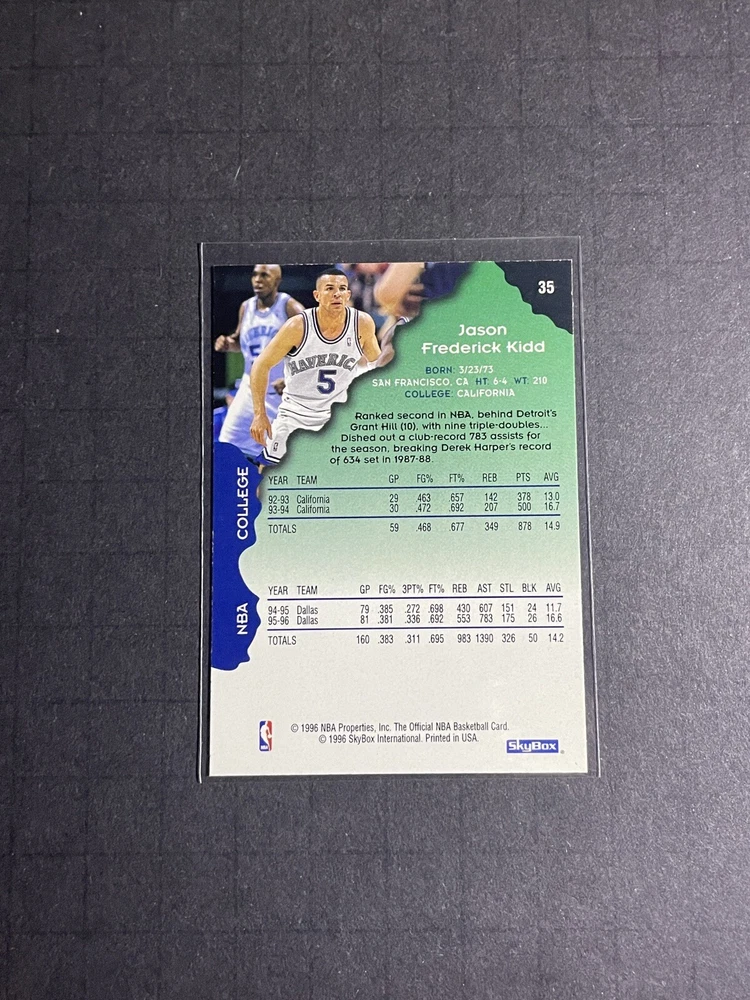 35
Jason
Frederick Kidd
BORN: 3/23/73
SAN FRANCISCO, CA HT: 6-4 WT: 210
COLLEGE: CALIFORNIA
Ranked second in NBA, behind Detroit's
Grant Hill (10), with nine triple-doubles...
Dished out a club-record 783 assists for
the season, breaking Derek Harper's record
of 634 set in 1987-88.
MAVERICKS
5
COLLEGE
YEAR TEAM GP FG% FT% REB PTS AVG
92-93 California 29 .463 .657 142 378 13.0
93-94 California 30 .472 .692 207 500 16.7
TOTALS 59 .468 .677 349 878 14.9
NBA
YEAR TEAM GP FG% 3PT% FT% REB AST STL BLK AVG
94-95 Dallas 79 .385 .272 .698 430 607 151 24 11.7
95-96 Dallas 81 .381 .336 .692 553 783 175 26 16.6
TOTALS 160 .383 .311 .695 983 1390 326 50 14.2
© 1996 NBA Properties, Inc. The Official NBA Basketball Card.
© 1996 SkyBox International. Printed in USA.
SkyBox